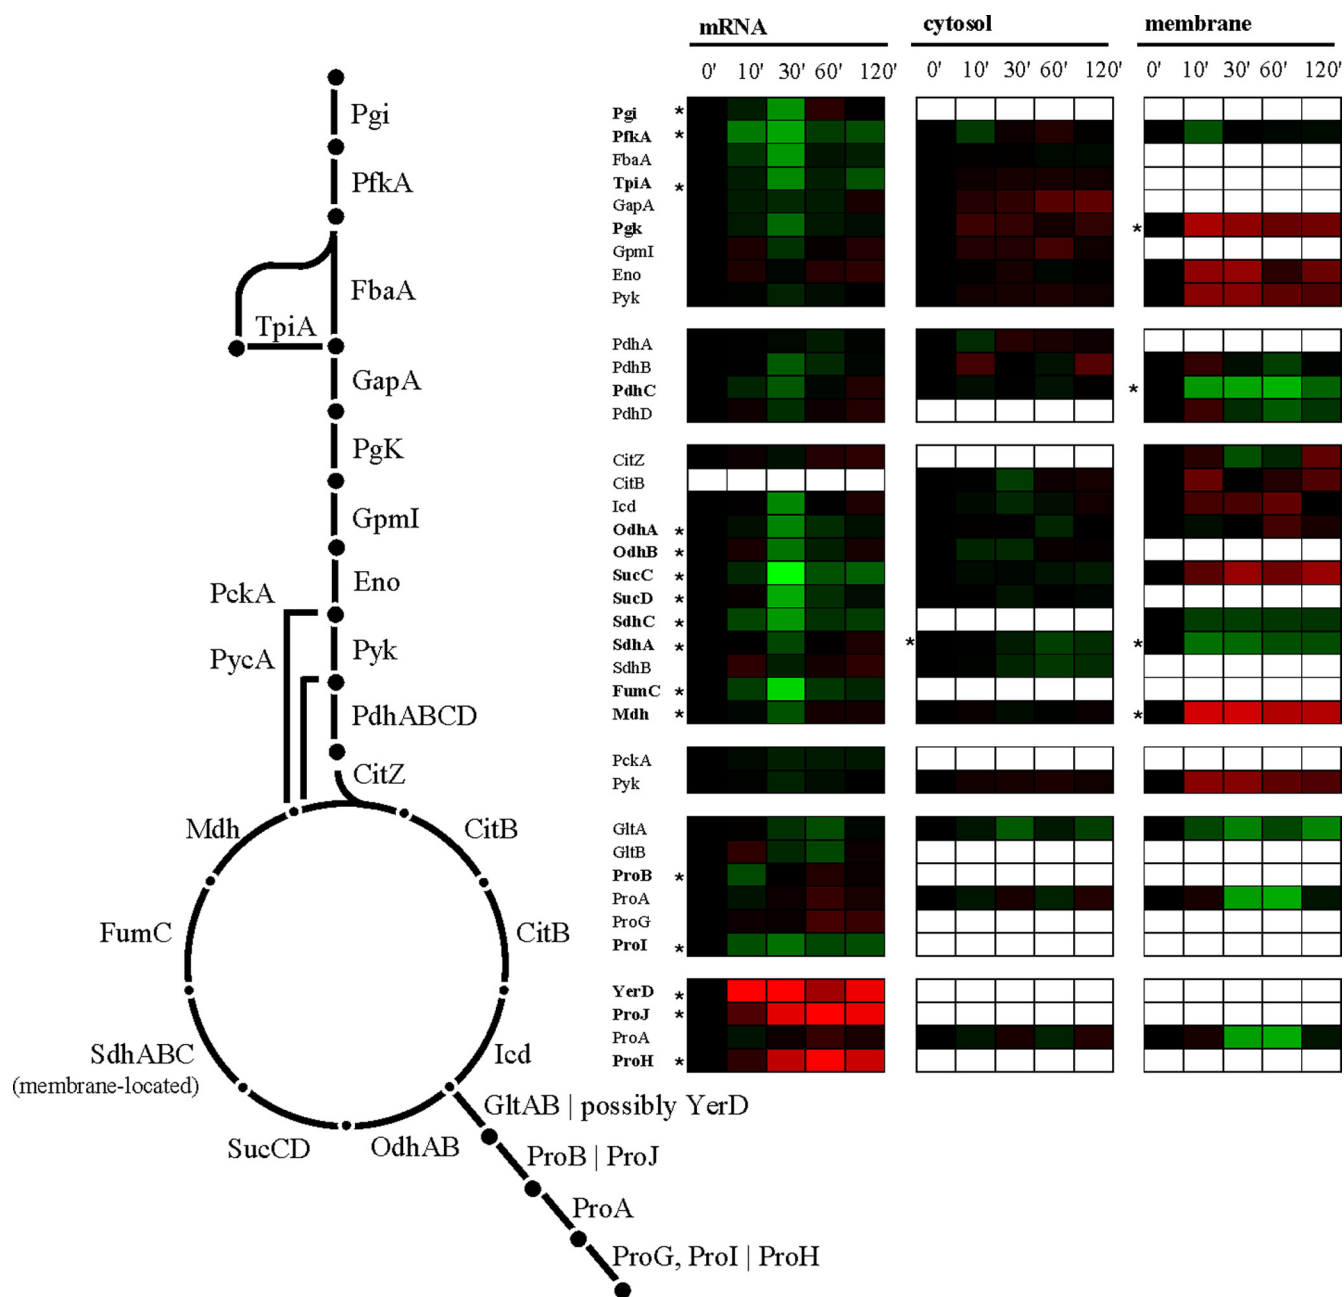 mRNA cytosol membrane
0' 10' 30' 60' 120' 0' 10' 30' 60' 120' 0' 10' 30' 60' 120'
Pgi
PfkA
FbaA
TpiA
GapA
PgK
GpmI
Eno
PckA
PycA
Pyk
PdhABCD
CitZ
Mdh
CitB
FumC
CitB
SdhABC
(membrane-located)
Icd
SucCD
OdhAB
GltAB | possibly YerD
ProB | ProJ
ProA
ProG, ProI | ProH
Pgi *
PfkA *
FbaA
TpiA *
GapA
Pgk *
GpmI
Eno
Pyk
PdhA
PdhB
PdhC *
PdhD
CitZ
CitB
Icd
OdhA *
OdhB *
SucC *
SucD *
SdhC *
SdhA * * *
SdhB
FumC *
Mdh * *
PckA
Pyk
GltA
GltB
ProB *
ProA
ProG
ProI *
YerD *
ProJ *
ProA
ProH *